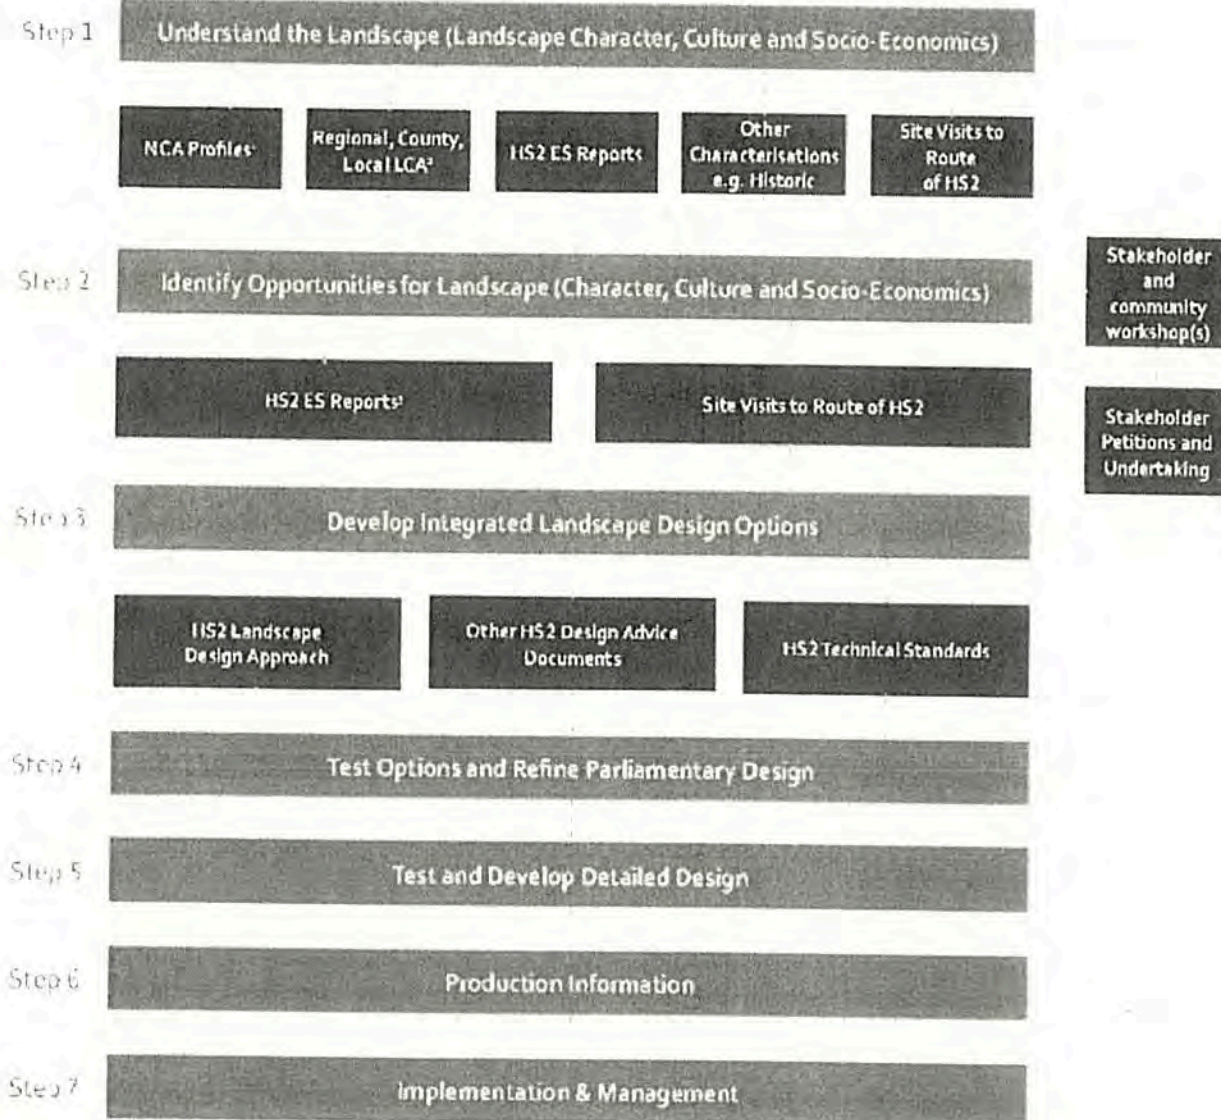 Step 1
Understand the Landscape (Landscape Character, Culture and Socio-Economics)
NCA Profiles¹
Regional, County,
Local LCA²
HS2 ES Reports
Other
Characterisations
e.g. Historic
Site Visits to
Route
of HS2
Step 2
Identify Opportunities for Landscape (Character, Culture and Socio-Economics)
Stakeholder
and
community
workshop(s)
HS2 ES Reports³
Site Visits to Route of HS2
Stakeholder
Petitions and
Undertaking
Step 3
Develop Integrated Landscape Design Options
HS2 Landscape
Design Approach
Other HS2 Design Advice
Documents
HS2 Technical Standards
Step 4
Test Options and Refine Parliamentary Design
Step 5
Test and Develop Detailed Design
Step 6
Production Information
Step 7
Implementation & Management